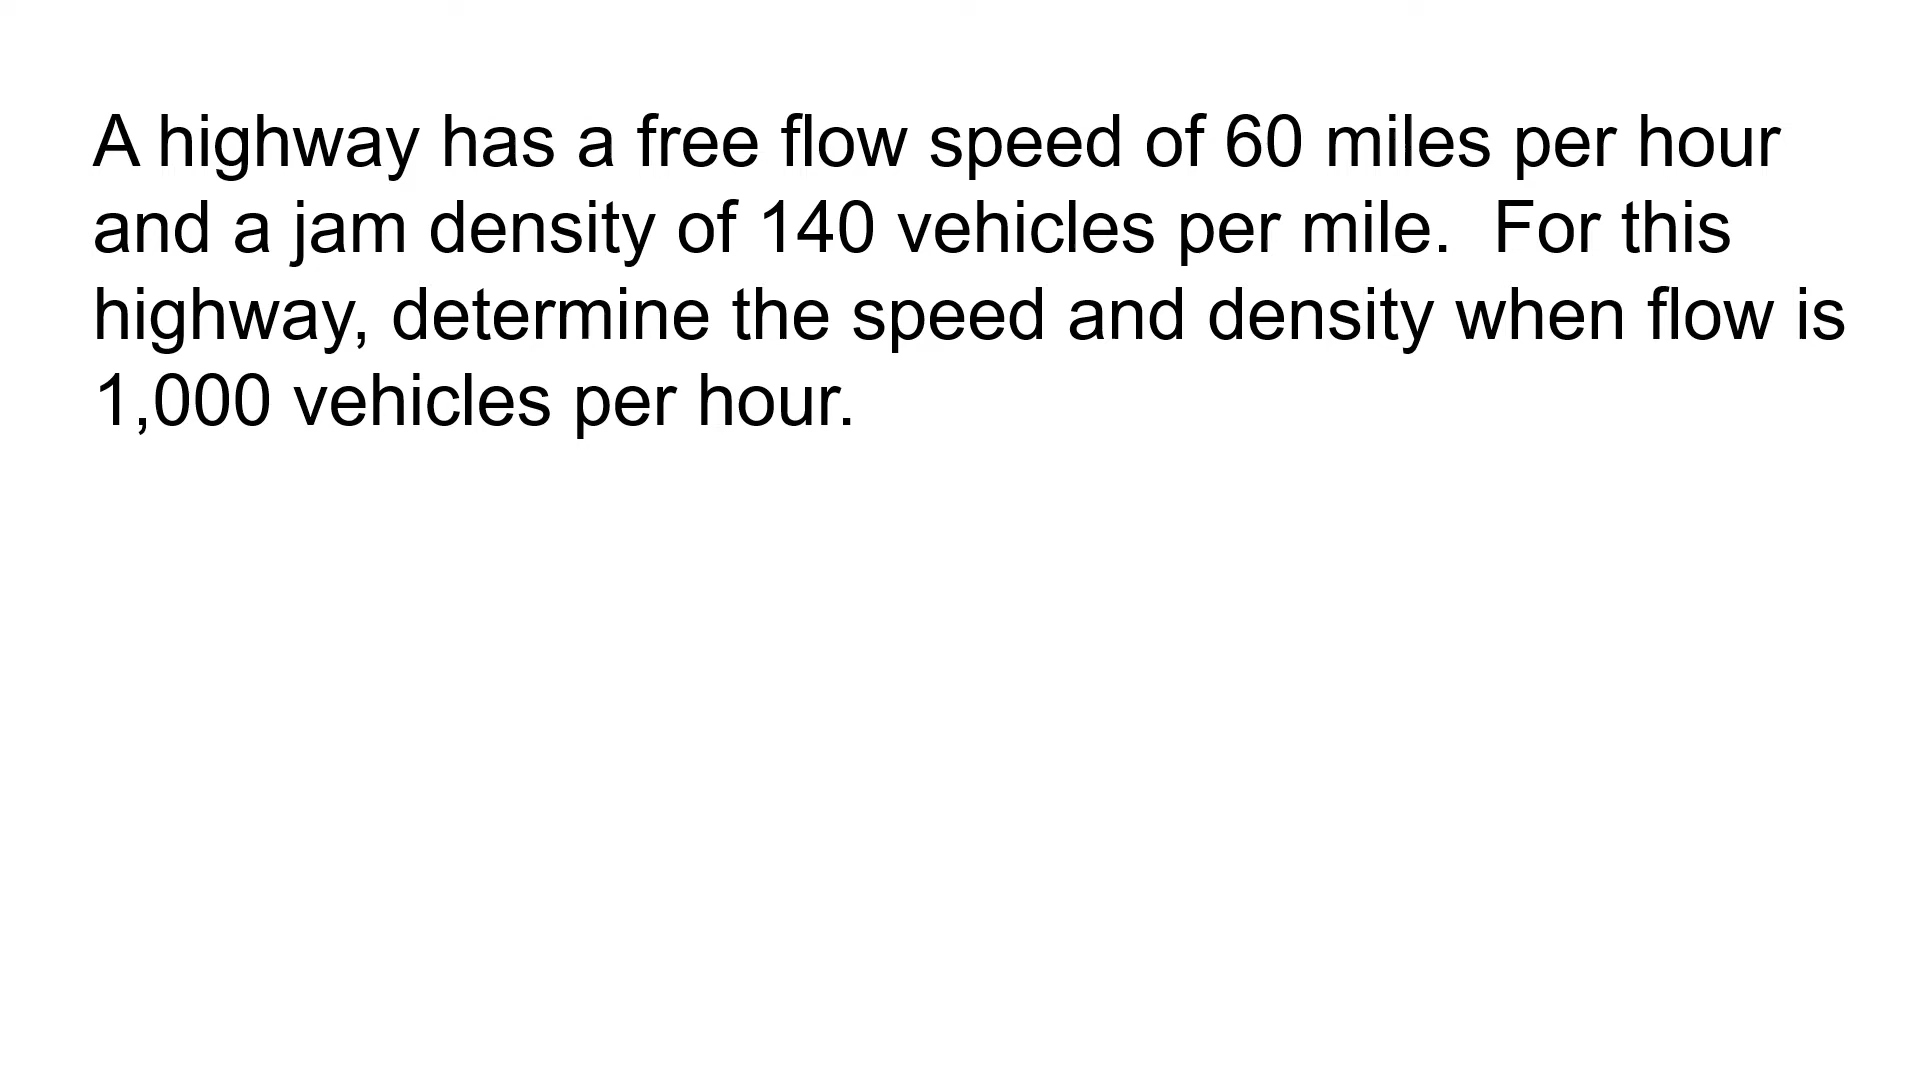 A highway has a free flow speed of 60 miles per hour
and a jam density of 140 vehicles per mile.  For this
highway, determine the speed and density when flow is
1,000 vehicles per hour.